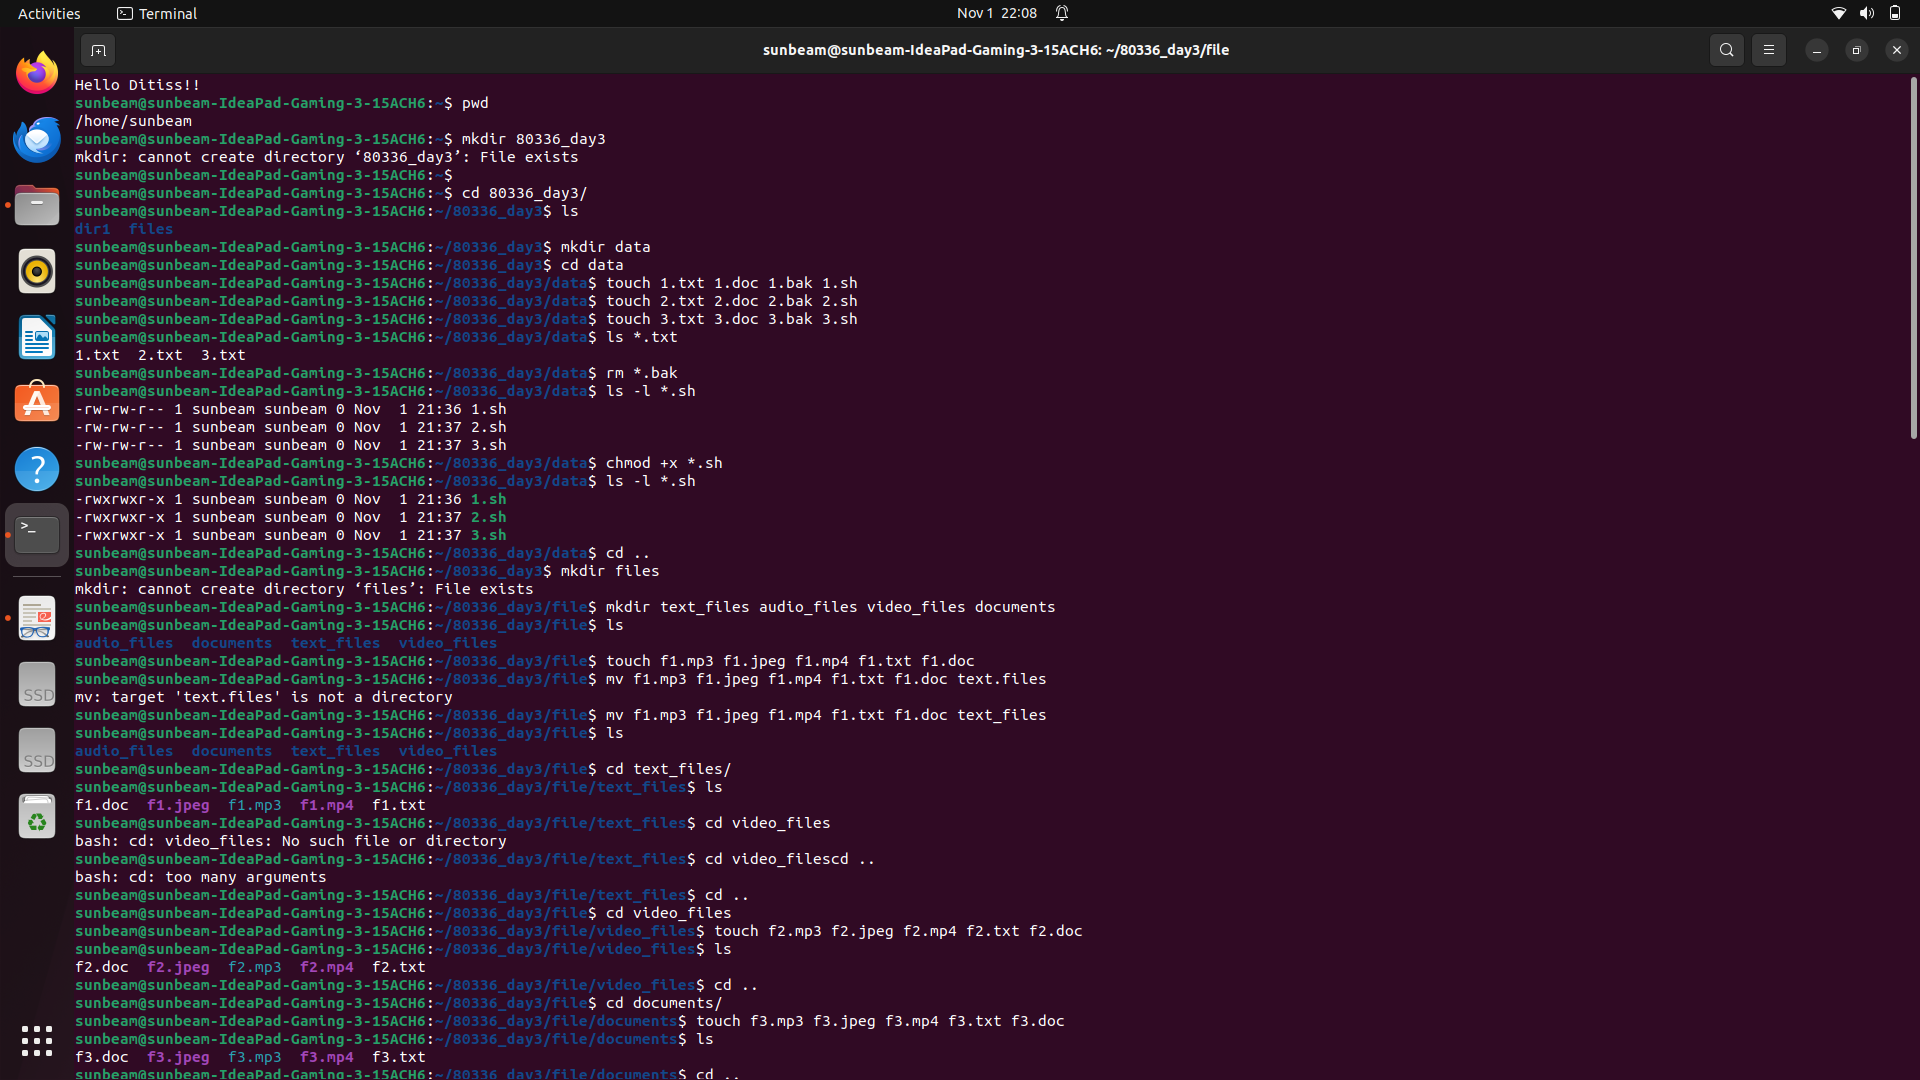 Activities
Terminal
Nov 1 22:08
sunbeam@sunbeam-IdeaPad-Gaming-3-15ACH6: ~/80336_day3/file
Hello Ditiss!!
sunbeam@sunbeam-IdeaPad-Gaming-3-15ACH6:~$ pwd
/home/sunbeam
sunbeam@sunbeam-IdeaPad-Gaming-3-15ACH6:~$ mkdir 80336_day3
mkdir: cannot create directory ‘80336_day3’: File exists
sunbeam@sunbeam-IdeaPad-Gaming-3-15ACH6:~$
sunbeam@sunbeam-IdeaPad-Gaming-3-15ACH6:~$ cd 80336_day3/
sunbeam@sunbeam-IdeaPad-Gaming-3-15ACH6:~/80336_day3$ ls
dir1  files
sunbeam@sunbeam-IdeaPad-Gaming-3-15ACH6:~/80336_day3$ mkdir data
sunbeam@sunbeam-IdeaPad-Gaming-3-15ACH6:~/80336_day3$ cd data
sunbeam@sunbeam-IdeaPad-Gaming-3-15ACH6:~/80336_day3/data$ touch 1.txt 1.doc 1.bak 1.sh
sunbeam@sunbeam-IdeaPad-Gaming-3-15ACH6:~/80336_day3/data$ touch 2.txt 2.doc 2.bak 2.sh
sunbeam@sunbeam-IdeaPad-Gaming-3-15ACH6:~/80336_day3/data$ touch 3.txt 3.doc 3.bak 3.sh
sunbeam@sunbeam-IdeaPad-Gaming-3-15ACH6:~/80336_day3/data$ ls *.txt
1.txt  2.txt  3.txt
sunbeam@sunbeam-IdeaPad-Gaming-3-15ACH6:~/80336_day3/data$ rm *.bak
sunbeam@sunbeam-IdeaPad-Gaming-3-15ACH6:~/80336_day3/data$ ls -l *.sh
-rw-rw-r-- 1 sunbeam sunbeam 0 Nov  1 21:36 1.sh
-rw-rw-r-- 1 sunbeam sunbeam 0 Nov  1 21:37 2.sh
-rw-rw-r-- 1 sunbeam sunbeam 0 Nov  1 21:37 3.sh
sunbeam@sunbeam-IdeaPad-Gaming-3-15ACH6:~/80336_day3/data$ chmod +x *.sh
sunbeam@sunbeam-IdeaPad-Gaming-3-15ACH6:~/80336_day3/data$ ls -l *.sh
-rwxrwxr-x 1 sunbeam sunbeam 0 Nov  1 21:36 1.sh
-rwxrwxr-x 1 sunbeam sunbeam 0 Nov  1 21:37 2.sh
-rwxrwxr-x 1 sunbeam sunbeam 0 Nov  1 21:37 3.sh
sunbeam@sunbeam-IdeaPad-Gaming-3-15ACH6:~/80336_day3/data$ cd ..
sunbeam@sunbeam-IdeaPad-Gaming-3-15ACH6:~/80336_day3$ mkdir files
mkdir: cannot create directory ‘files’: File exists
sunbeam@sunbeam-IdeaPad-Gaming-3-15ACH6:~/80336_day3/file$ mkdir text_files audio_files video_files documents
sunbeam@sunbeam-IdeaPad-Gaming-3-15ACH6:~/80336_day3/file$ ls
audio_files  documents  text_files  video_files
sunbeam@sunbeam-IdeaPad-Gaming-3-15ACH6:~/80336_day3/file$ touch f1.mp3 f1.jpeg f1.mp4 f1.txt f1.doc
sunbeam@sunbeam-IdeaPad-Gaming-3-15ACH6:~/80336_day3/file$ mv f1.mp3 f1.jpeg f1.mp4 f1.txt f1.doc text.files
mv: target 'text.files' is not a directory
sunbeam@sunbeam-IdeaPad-Gaming-3-15ACH6:~/80336_day3/file$ mv f1.mp3 f1.jpeg f1.mp4 f1.txt f1.doc text_files
sunbeam@sunbeam-IdeaPad-Gaming-3-15ACH6:~/80336_day3/file$ ls
audio_files  documents  text_files  video_files
sunbeam@sunbeam-IdeaPad-Gaming-3-15ACH6:~/80336_day3/file$ cd text_files/
sunbeam@sunbeam-IdeaPad-Gaming-3-15ACH6:~/80336_day3/file/text_files$ ls
f1.doc  f1.jpeg  f1.mp3  f1.mp4  f1.txt
sunbeam@sunbeam-IdeaPad-Gaming-3-15ACH6:~/80336_day3/file/text_files$ cd video_files
bash: cd: video_files: No such file or directory
sunbeam@sunbeam-IdeaPad-Gaming-3-15ACH6:~/80336_day3/file/text_files$ cd video_filescd ..
bash: cd: too many arguments
sunbeam@sunbeam-IdeaPad-Gaming-3-15ACH6:~/80336_day3/file/text_files$ cd ..
sunbeam@sunbeam-IdeaPad-Gaming-3-15ACH6:~/80336_day3/file$ cd video_files
sunbeam@sunbeam-IdeaPad-Gaming-3-15ACH6:~/80336_day3/file/video_files$ touch f2.mp3 f2.jpeg f2.mp4 f2.txt f2.doc
sunbeam@sunbeam-IdeaPad-Gaming-3-15ACH6:~/80336_day3/file/video_files$ ls
f2.doc  f2.jpeg  f2.mp3  f2.mp4  f2.txt
sunbeam@sunbeam-IdeaPad-Gaming-3-15ACH6:~/80336_day3/file/video_files$ cd ..
sunbeam@sunbeam-IdeaPad-Gaming-3-15ACH6:~/80336_day3/file$ cd documents/
sunbeam@sunbeam-IdeaPad-Gaming-3-15ACH6:~/80336_day3/file/documents$ touch f3.mp3 f3.jpeg f3.mp4 f3.txt f3.doc
sunbeam@sunbeam-IdeaPad-Gaming-3-15ACH6:~/80336_day3/file/documents$ ls
f3.doc  f3.jpeg  f3.mp3  f3.mp4  f3.txt
sunbeam@sunbeam-IdeaPad-Gaming-3-15ACH6:~/80336_day3/file/documents$ cd ..
SSD
SSD